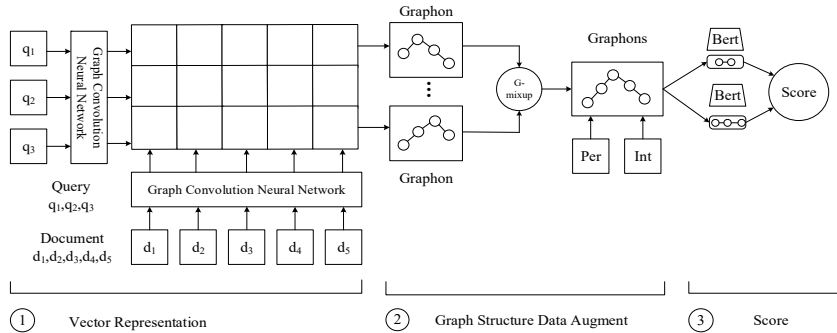 q1
q2
q3
Graph Convolution
Neural Network
Query
q1,q2,q3
Document
d1,d2,d3,d4,d5
Graph Convolution Neural Network
d1
d2
d3
d4
d5
Graphon
Graphon
G-
mixup
Graphons
Per
Int
Bert
Bert
Score
1 Vector Representation
2 Graph Structure Data Augment
3 Score